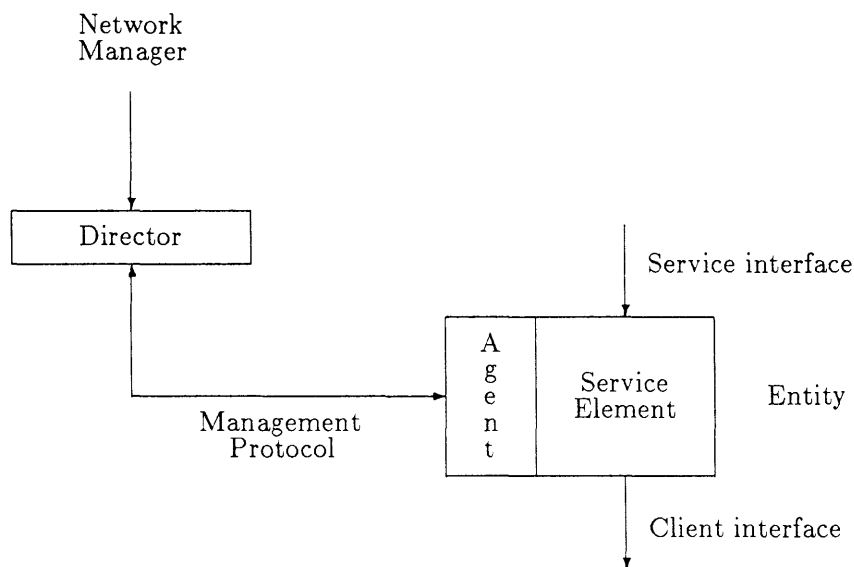 Network
Manager
Director
Service interface
A
g
e
n
t
Service
Element
Entity
Management
Protocol
Client interface